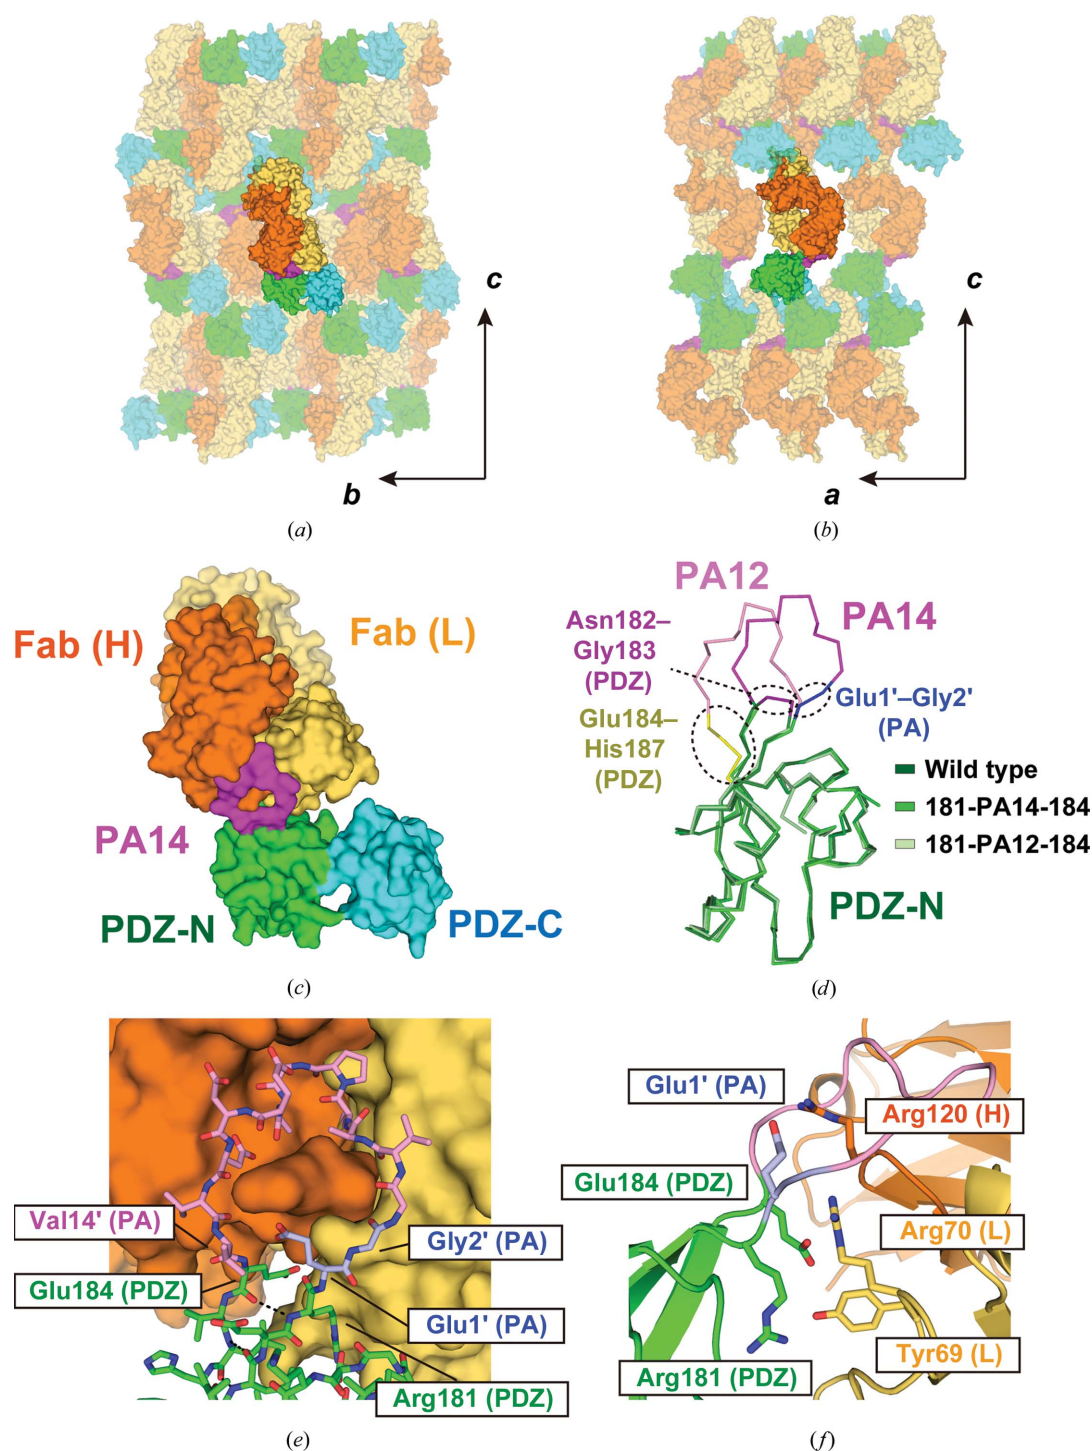 c
c
b
a
(a)
(b)
Fab (H)
Fab (L)
PA14
PDZ-N
PDZ-C
(c)
PA12
PA14
Asn182–
Gly183
(PDZ)
Glu1'–Gly2'
(PA)
Glu184–
His187
(PDZ)
Wild type
181-PA14-184
181-PA12-184
PDZ-N
(d)
Val14' (PA)
Gly2' (PA)
Glu184 (PDZ)
Glu1' (PA)
Arg181 (PDZ)
(e)
Glu1' (PA)
Arg120 (H)
Glu184 (PDZ)
Arg70 (L)
Tyr69 (L)
Arg181 (PDZ)
(f)